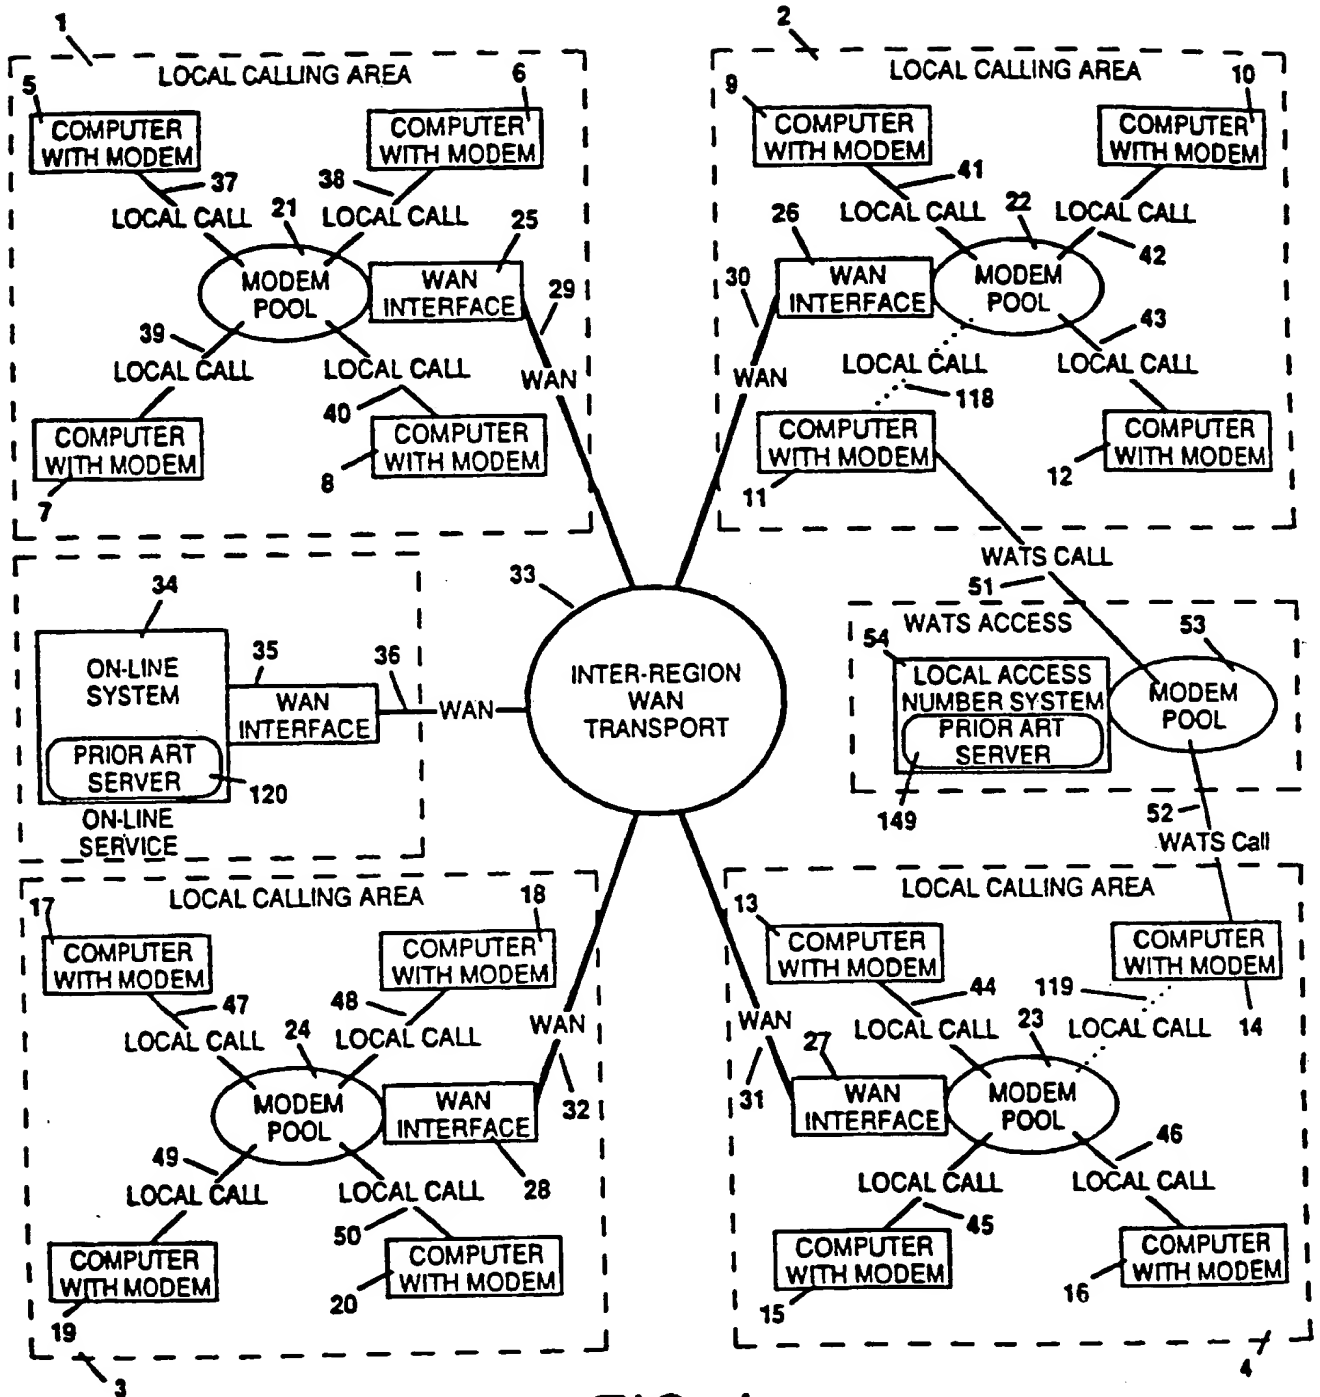 1
2
LOCAL CALLING AREA
LOCAL CALLING AREA
5
6
9
10
COMPUTER
WITH MODEM
COMPUTER
WITH MODEM
COMPUTER
WITH MODEM
COMPUTER
WITH MODEM
37
38
41
LOCAL CALL
21
LOCAL CALL
25
26
LOCAL CALL
22
LOCAL CALL
42
MODEM
POOL
WAN
INTERFACE
29
30
WAN
INTERFACE
MODEM
POOL
39
43
LOCAL CALL
LOCAL CALL
WAN
WAN
LOCAL CALL
LOCAL CALL
40
118
COMPUTER
WITH MODEM
COMPUTER
WITH MODEM
COMPUTER
WITH MODEM
COMPUTER
WITH MODEM
7
8
11
12
WATS CALL
51
34
33
WATS ACCESS
54
53
ON-LINE
SYSTEM
35
36
WAN
INTERFACE
WAN
INTER-REGION
WAN
TRANSPORT
LOCAL ACCESS
NUMBER SYSTEM
MODEM
POOL
PRIOR ART
SERVER
120
PRIOR ART
SERVER
149
52
ON-LINE
SERVICE
WATS Call
LOCAL CALLING AREA
LOCAL CALLING AREA
17
18
13
COMPUTER
WITH MODEM
COMPUTER
WITH MODEM
COMPUTER
WITH MODEM
COMPUTER
WITH MODEM
47
48
44
119
14
LOCAL CALL
24
LOCAL CALL
WAN
WAN
LOCAL CALL
23
LOCAL CALL
27
32
31
MODEM
POOL
WAN
INTERFACE
WAN
INTERFACE
MODEM
POOL
49
28
46
LOCAL CALL
LOCAL CALL
LOCAL CALL
LOCAL CALL
50
45
COMPUTER
WITH MODEM
COMPUTER
WITH MODEM
COMPUTER
WITH MODEM
COMPUTER
WITH MODEM
19
20
15
16
3
4